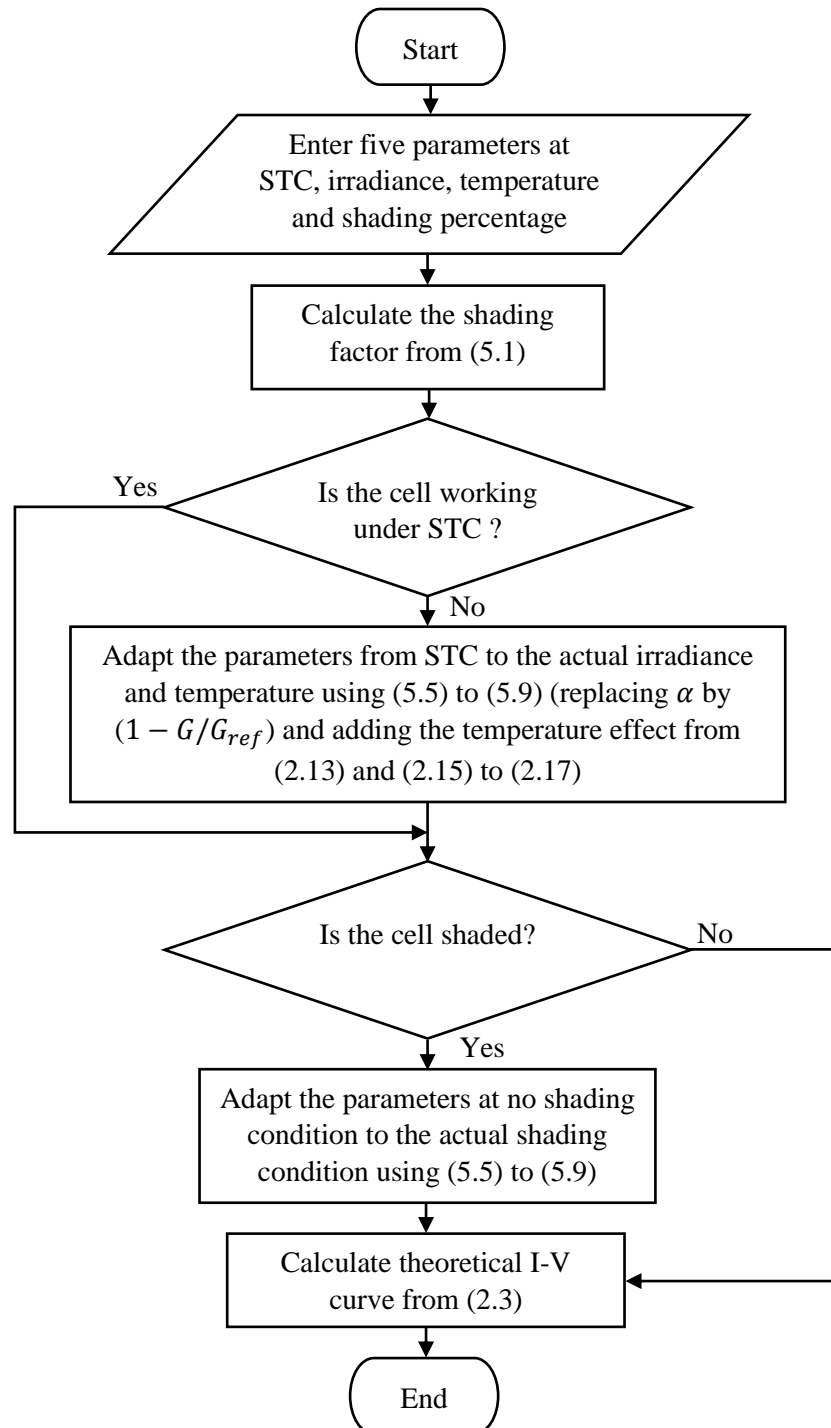 Start
Enter five parameters at
STC, irradiance, temperature
and shading percentage
Calculate the shading
factor from (5.1)
Yes
Is the cell working
under STC ?
No
Adapt the parameters from STC to the actual irradiance
and temperature using (5.5) to (5.9) (replacing α by
(1 − G/G_ref) and adding the temperature effect from
(2.13) and (2.15) to (2.17)
Is the cell shaded?
No
Yes
Adapt the parameters at no shading
condition to the actual shading
condition using (5.5) to (5.9)
Calculate theoretical I-V
curve from (2.3)
End